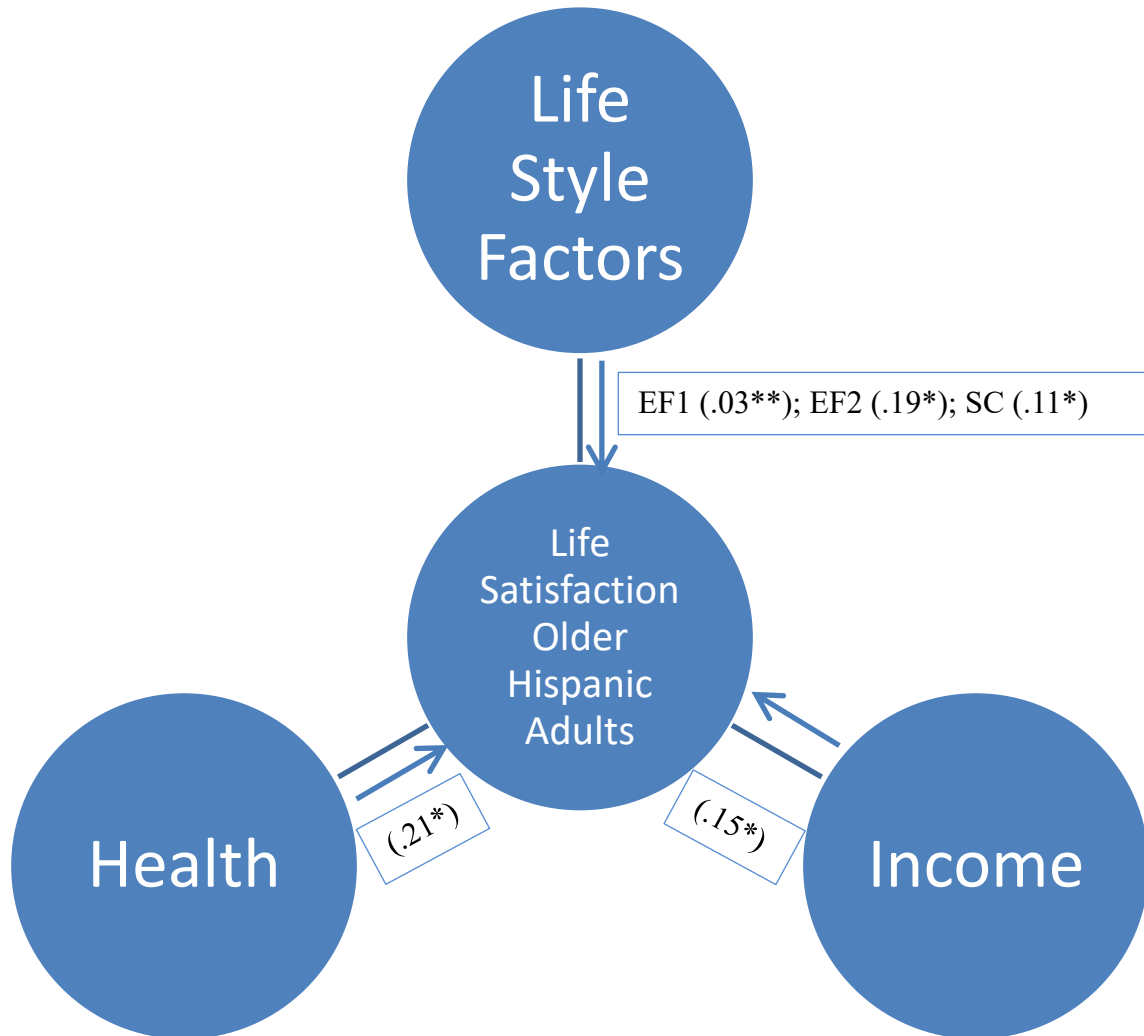 Life
Style
Factors
EF1 (.03**); EF2 (.19*); SC (.11*)
Life
Satisfaction
Older
Hispanic
Adults
(.21*)
(.15*)
Health
Income